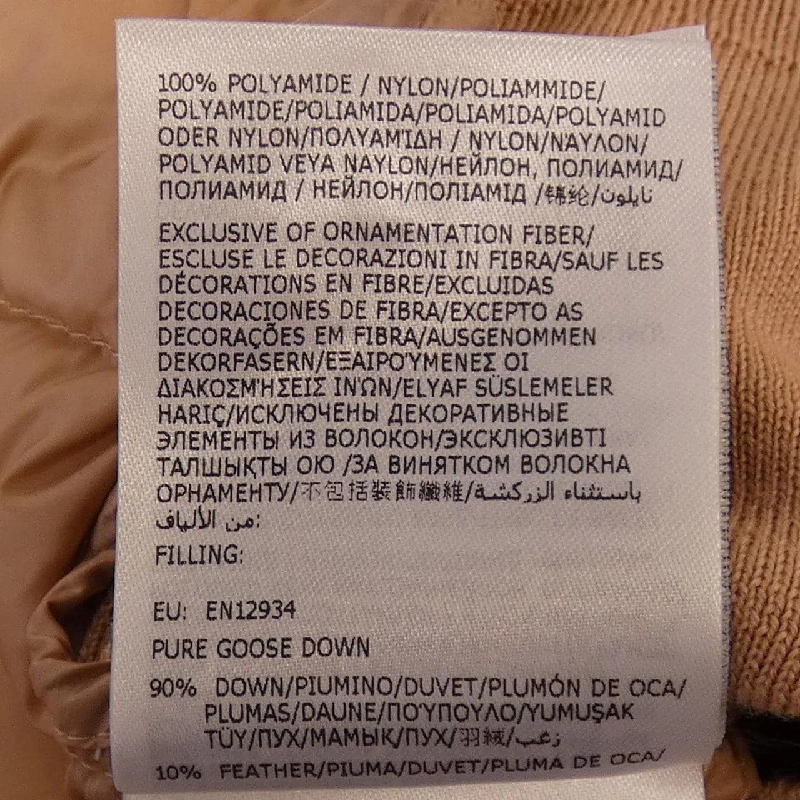 100% POLYAMIDE / NYLON/POLIAMMIDE/
POLYAMIDE/POLIAMIDA/POLIAMIDA/POLYAMID
ODER NYLON/ΠΟΛΥΑΜΊΔΗ / NYLON/ΝΆΥΛΟΝ/
POLYAMID VEYA NAYLON/НЕЙЛОН, ПОЛИАМИД/
ПОЛИАМИД / НЕЙЛОН/ПОЛІАМІД /锦纶/نايلون
EXCLUSIVE OF ORNAMENTATION FIBER/
ESCLUSE LE DECORAZIONI IN FIBRA/SAUF LES
DÉCORATIONS EN FIBRE/EXCLUIDAS
DECORACIONES DE FIBRA/EXCEPTO AS
DECORAÇÕES EM FIBRA/AUSGENOMMEN
DEKORFASERN/ΕΞΑΙΡΟΎΜΕΝΕΣ ΟΙ
ΔΙΑΚΟΣΜΉΣΕΙΣ ΙΝΏΝ/ELYAF SÜSLEMELER
HARIÇ/ИСКЛЮЧЕНЫ ДЕКОРАТИВНЫЕ
ЭЛЕМЕНТЫ ИЗ ВОЛОКОН/ЭКСКЛЮЗИВТІ
ТАЛШЫҚТЫ ОЮ /ЗА ВИНЯТКОМ ВОЛОКНА
ОРНАМЕНТУ/不包括裝飾纖維/باستثناء الزركشة
من الألياف:
FILLING:
EU: EN12934
PURE GOOSE DOWN
90% DOWN/PIUMINO/DUVET/PLUMÓN DE OCA/
PLUMAS/DAUNE/ΠΟΎΠΟΥΛΟ/YUMUŞAK
TÜY/ПУХ/МАМЫҚ/ПУХ/羽絨/زغب
10% FEATHER/PIUMA/DUVET/PLUMA DE OCA/